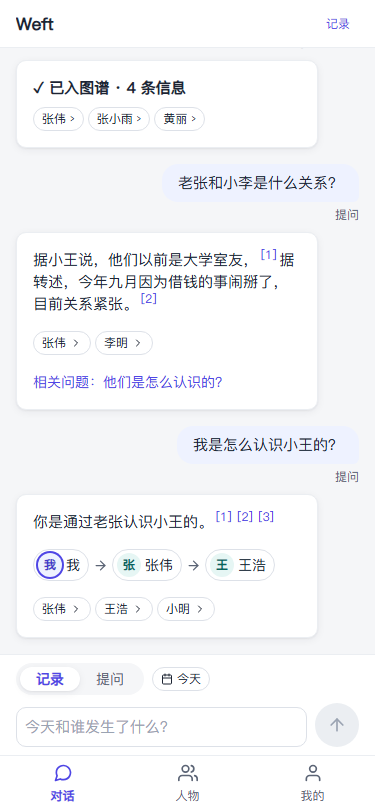 Weft
记录
✓ 已入图谱 · 4 条信息
张伟 > 张小雨 > 黄丽 >
老张和小李是什么关系?
提问
据小王说，他们以前是大学室友，[1] 据
转述，今年九月因为借钱的事闹掰了，
目前关系紧张。[2]
张伟 > 李明 >
相关问题：他们是怎么认识的?
我是怎么认识小王的?
提问
你是通过老张认识小王的。[1] [2] [3]
我 我 → 张 张伟 → 王 王浩
张伟 > 王浩 > 小明 >
记录 提问 今天
今天和谁发生了什么?
对话 人物 我的